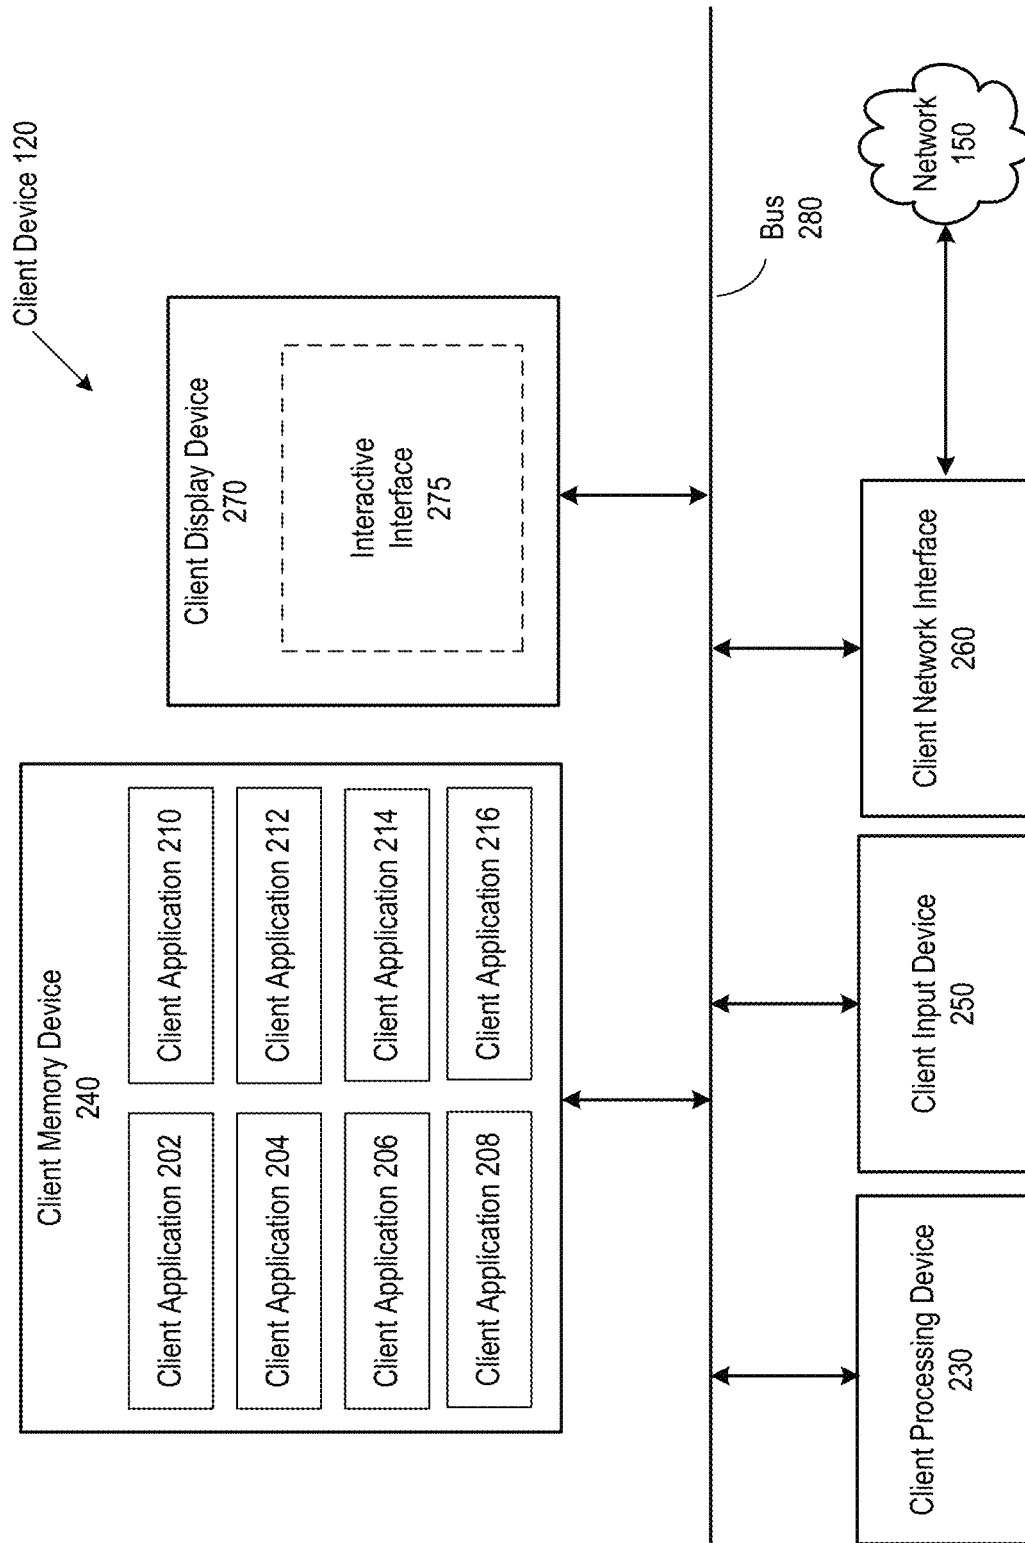 Client Device 120
Client Memory Device
240
Client Application 202
Client Application 210
Client Application 204
Client Application 212
Client Application 206
Client Application 214
Client Application 208
Client Application 216
Client Display Device
270
Interactive
Interface
275
Bus
280
Client Processing Device
230
Client Input Device
250
Client Network Interface
260
Network
150